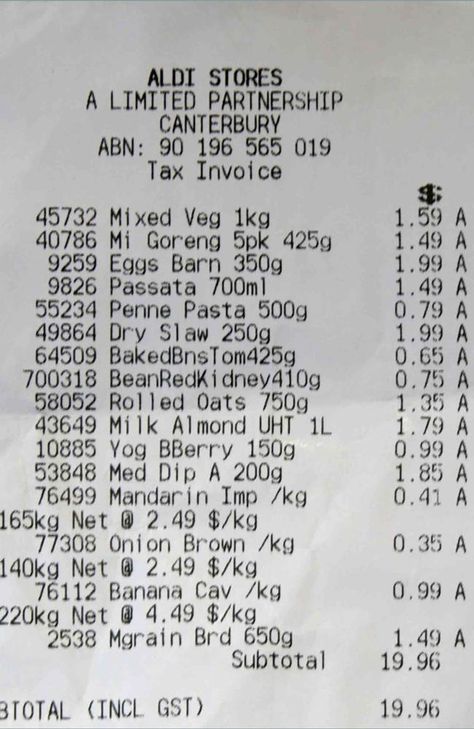 ALDI STORES
A LIMITED PARTNERSHIP
CANTERBURY
ABN: 90 196 565 019
Tax Invoice
$
45732 Mixed Veg 1kg 1.59 A
40786 Mi Goreng 5pk 425g 1.49 A
9259 Eggs Barn 350g 1.99 A
9826 Passata 700ml 1.49 A
55234 Penne Pasta 500g 0.79 A
49864 Dry Slaw 250g 1.99 A
64509 BakedBnsTom425g 0.65 A
700318 BeanRedKidney410g 0.75 A
58052 Rolled Oats 750g 1.35 A
43649 Milk Almond UHT 1L 1.79 A
10885 Yog BBerry 150g 0.99 A
53848 Med Dip A 200g 1.85 A
76499 Mandarin Imp /kg 0.41 A
165kg Net @ 2.49 $/kg
77308 Onion Brown /kg 0.35 A
140kg Net @ 2.49 $/kg
76112 Banana Cav /kg 0.99 A
220kg Net @ 4.49 $/kg
2538 Mgrain Brd 650g 1.49 A
Subtotal 19.96
BTOTAL (INCL GST) 19.96